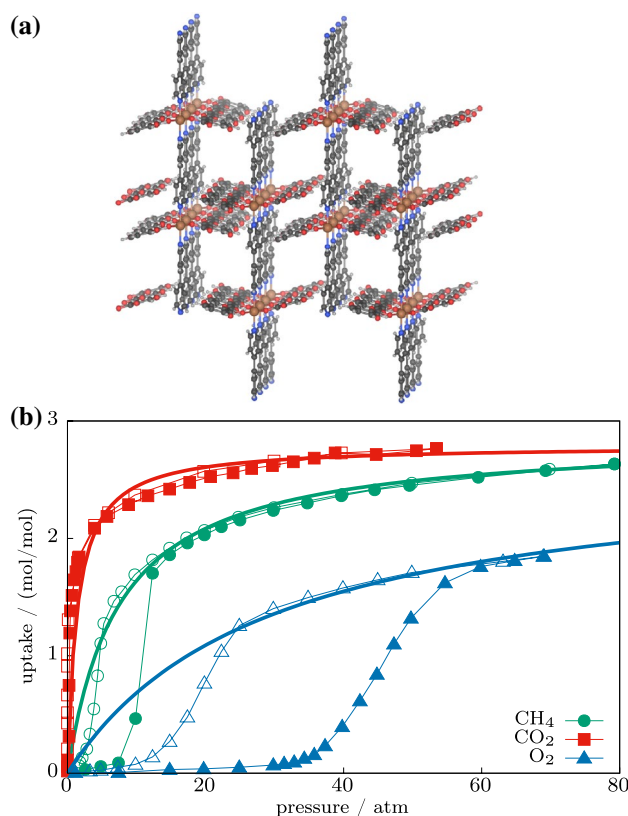 (a)
(b)
3
2
1
0
uptake / (mol/mol)
0
20
40
60
80
pressure / atm
CH₄
CO₂
O₂